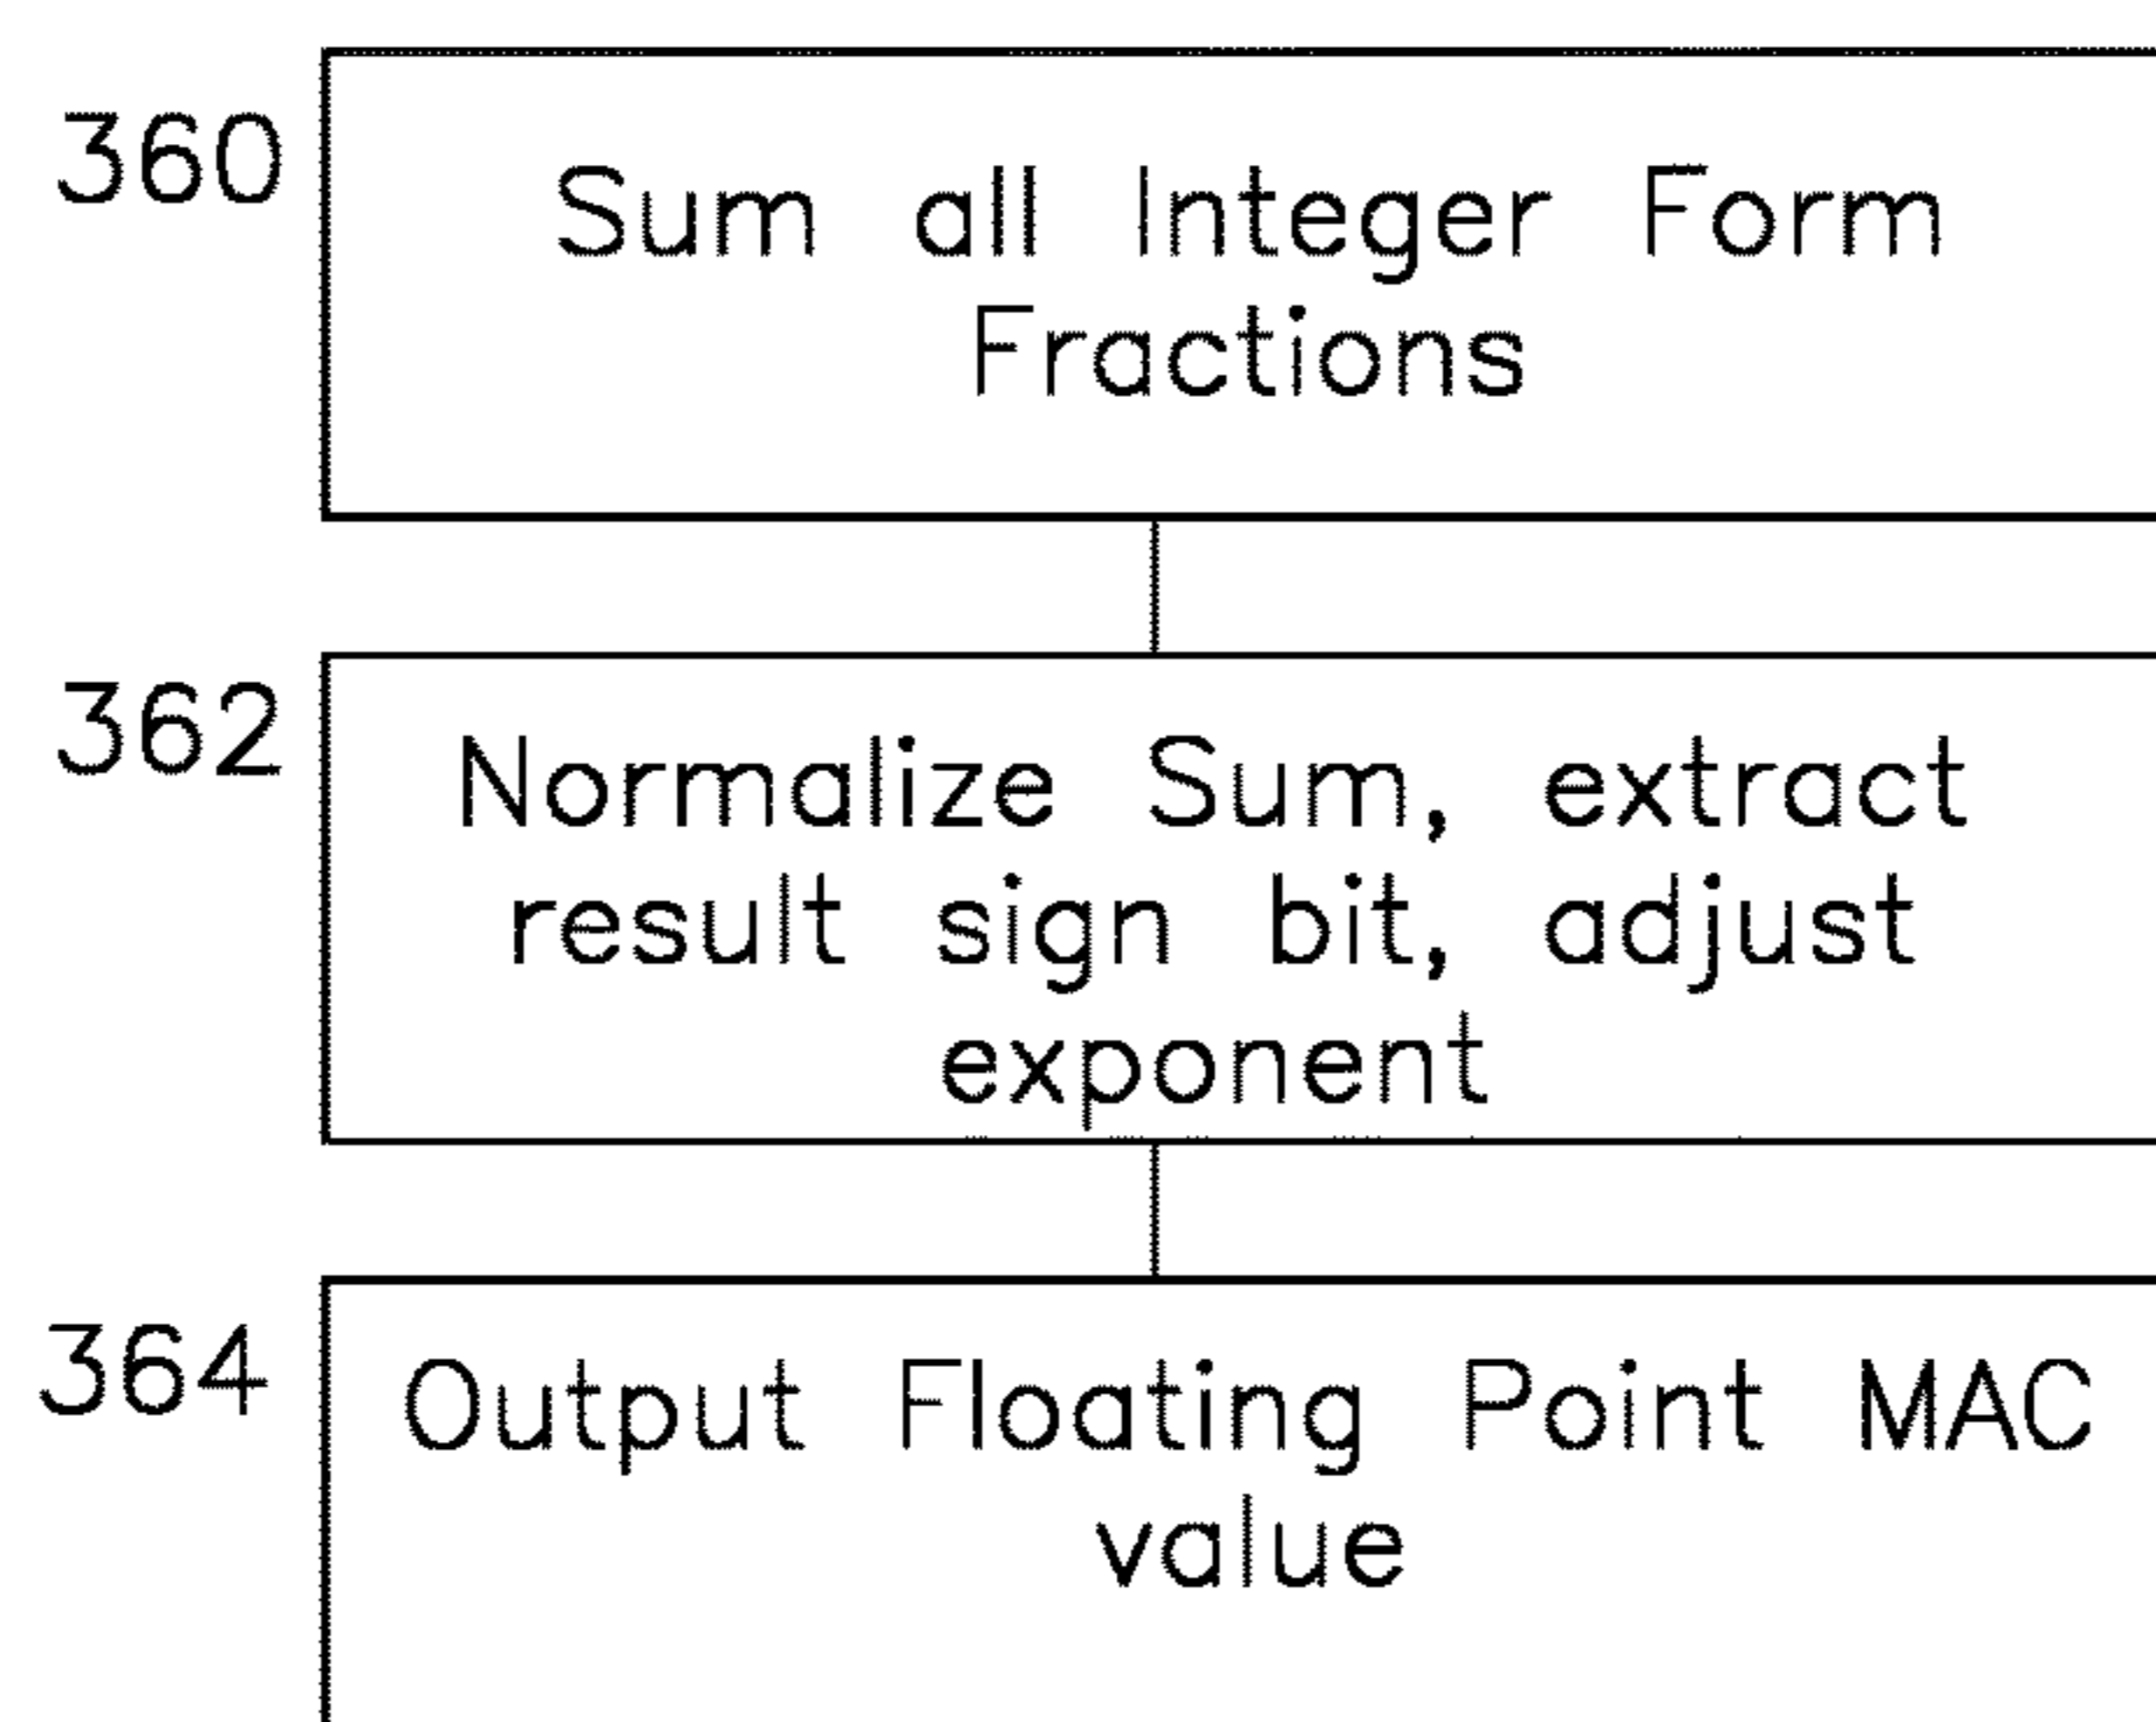 360
Sum all Integer Form
Fractions
362
Normalize Sum, extract
result sign bit, adjust
exponent
364
Output Floating Point MAC
value